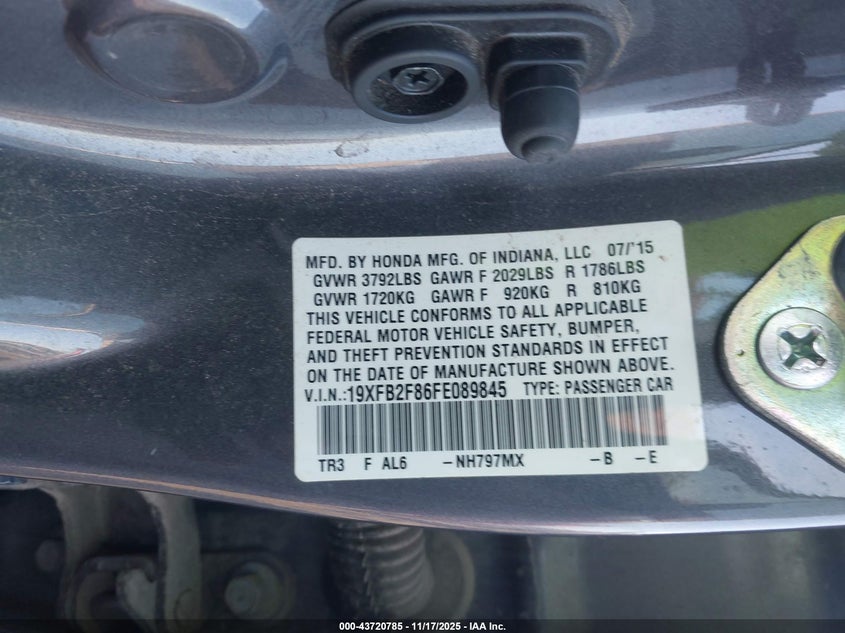 MFD. BY HONDA MFG. OF INDIANA, LLC 07/'15
GVWR 3792LBS GAWR F 2029LBS R 1786LBS
GVWR 1720KG GAWR F 920KG R 810KG
THIS VEHICLE CONFORMS TO ALL APPLICABLE
FEDERAL MOTOR VEHICLE SAFETY, BUMPER,
AND THEFT PREVENTION STANDARDS IN EFFECT
ON THE DATE OF MANUFACTURE SHOWN ABOVE.
V.I.N.:19XFB2F86FE089845 TYPE: PASSENGER CAR
TR3 F AL6 -NH797MX -B -E
000-43720785 - 11/17/2025 - IAA Inc.